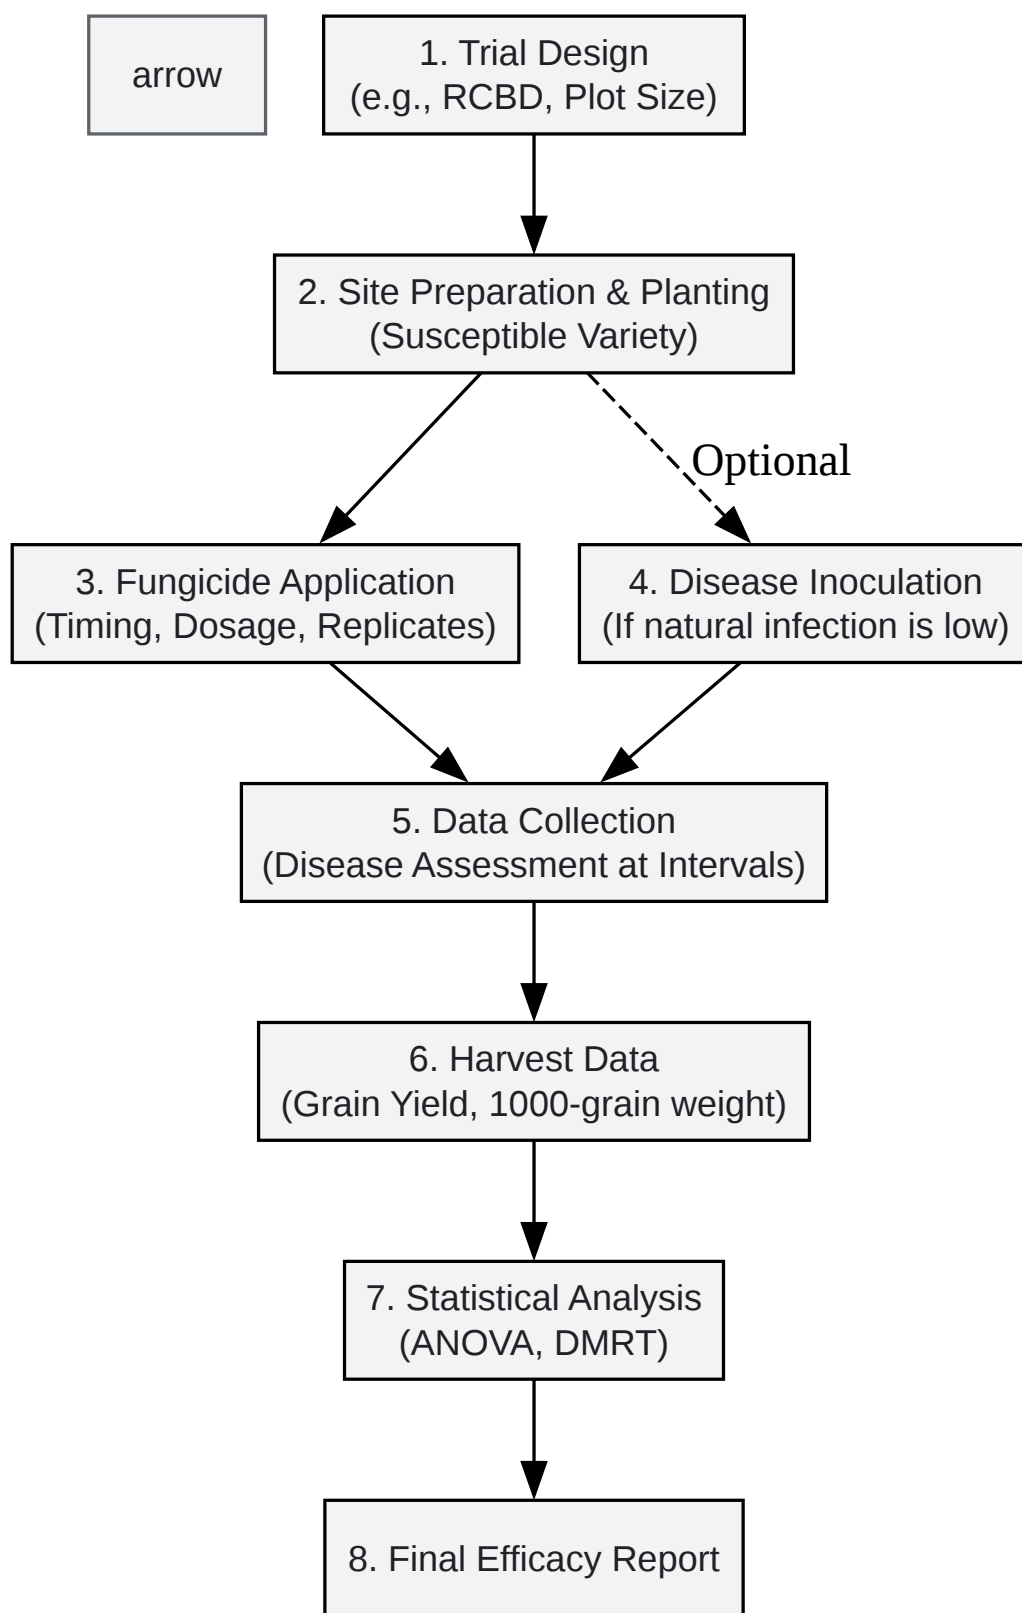 arrow
1. Trial Design
(e.g., RCBD, Plot Size)
2. Site Preparation & Planting
(Susceptible Variety)
Optional
3. Fungicide Application
(Timing, Dosage, Replicates)
4. Disease Inoculation
(If natural infection is low)
5. Data Collection
(Disease Assessment at Intervals)
6. Harvest Data
(Grain Yield, 1000-grain weight)
7. Statistical Analysis
(ANOVA, DMRT)
8. Final Efficacy Report